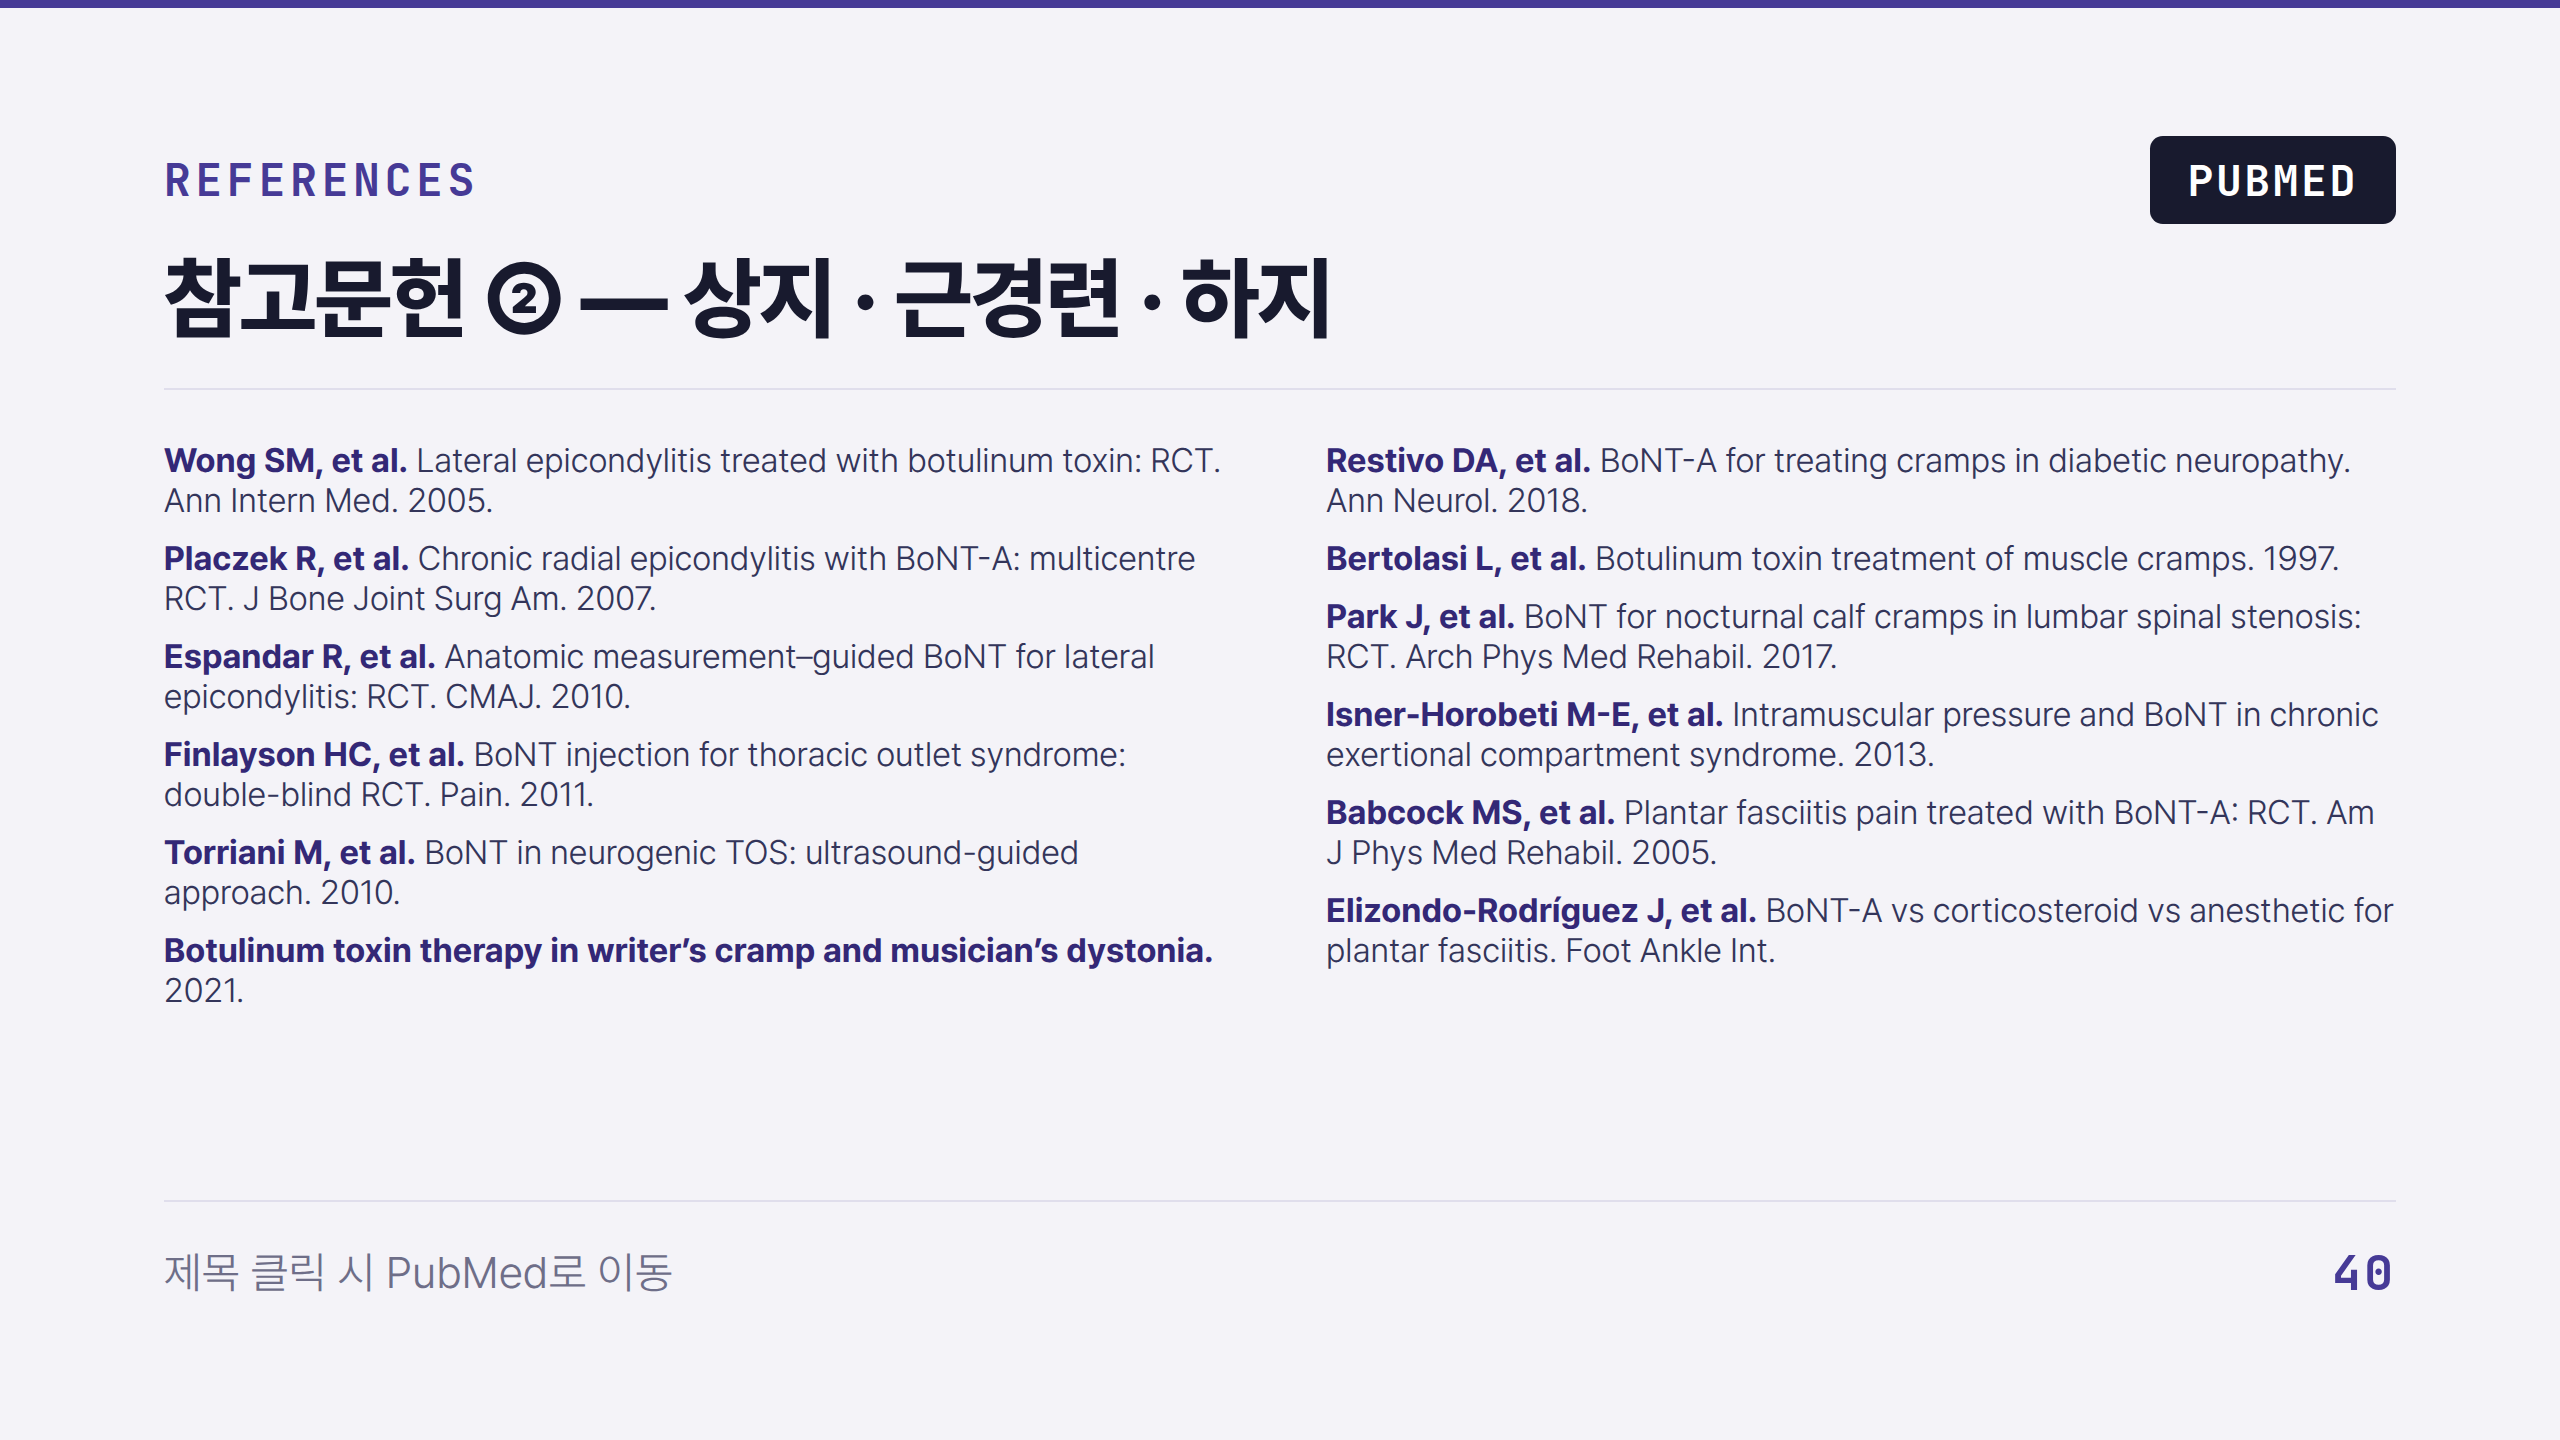 REFERENCES
PUBMED
참고문헌 ② — 상지 · 근경련 · 하지
Wong SM, et al. Lateral epicondylitis treated with botulinum toxin: RCT.
Ann Intern Med. 2005.
Placzek R, et al. Chronic radial epicondylitis with BoNT-A: multicentre
RCT. J Bone Joint Surg Am. 2007.
Espandar R, et al. Anatomic measurement–guided BoNT for lateral
epicondylitis: RCT. CMAJ. 2010.
Finlayson HC, et al. BoNT injection for thoracic outlet syndrome:
double-blind RCT. Pain. 2011.
Torriani M, et al. BoNT in neurogenic TOS: ultrasound-guided
approach. 2010.
Botulinum toxin therapy in writer’s cramp and musician’s dystonia.
2021.
Restivo DA, et al. BoNT-A for treating cramps in diabetic neuropathy.
Ann Neurol. 2018.
Bertolasi L, et al. Botulinum toxin treatment of muscle cramps. 1997.
Park J, et al. BoNT for nocturnal calf cramps in lumbar spinal stenosis:
RCT. Arch Phys Med Rehabil. 2017.
Isner-Horobeti M-E, et al. Intramuscular pressure and BoNT in chronic
exertional compartment syndrome. 2013.
Babcock MS, et al. Plantar fasciitis pain treated with BoNT-A: RCT. Am
J Phys Med Rehabil. 2005.
Elizondo-Rodríguez J, et al. BoNT-A vs corticosteroid vs anesthetic for
plantar fasciitis. Foot Ankle Int.
제목 클릭 시 PubMed로 이동
40